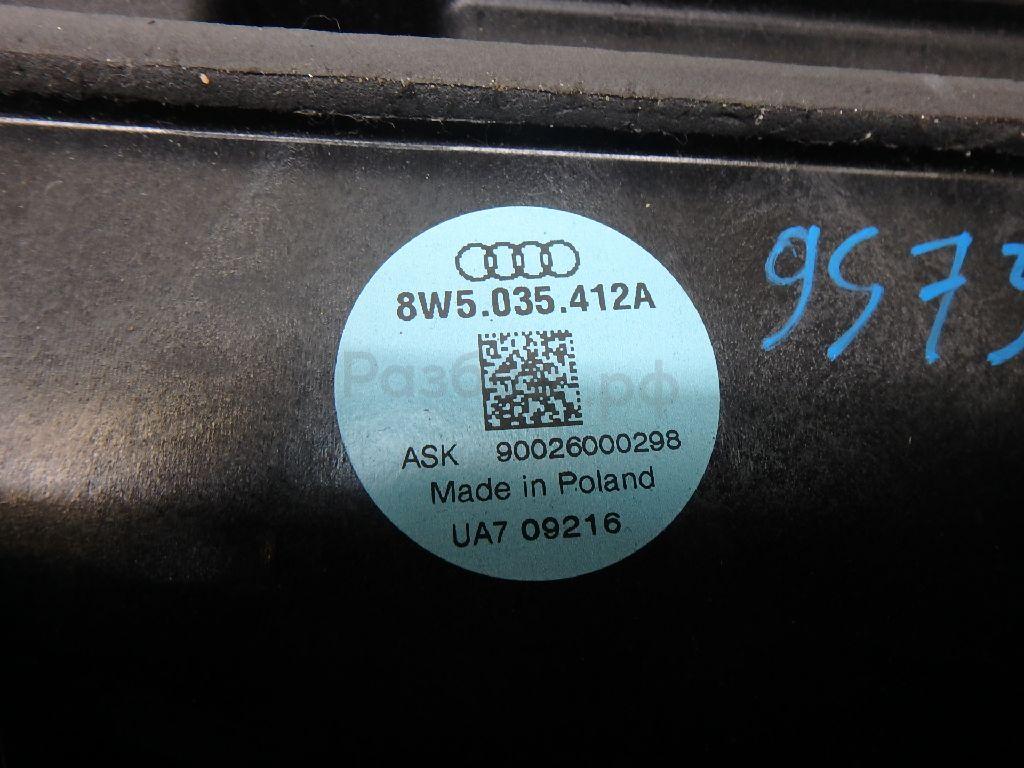 8W5.035.412A
ASK 90026000298
Made in Poland
UA7 09216